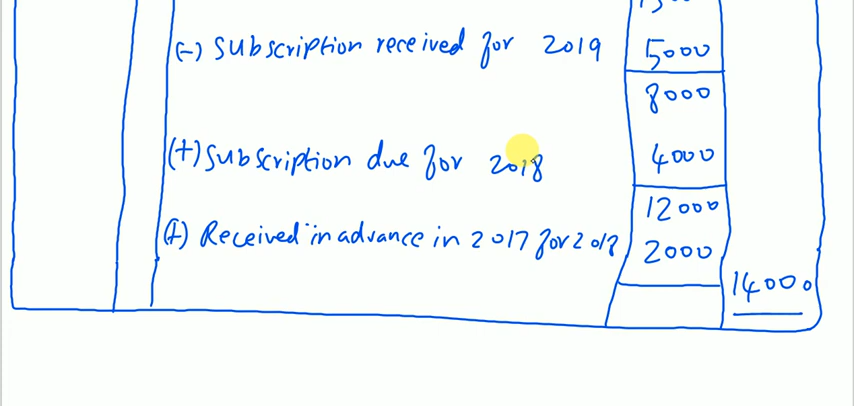 (-) Subscription received for 2019 5000
8000
(+) Subscription due for 2018 4000
12000
(+) Received in advance in 2017 for 2018 2000
14000